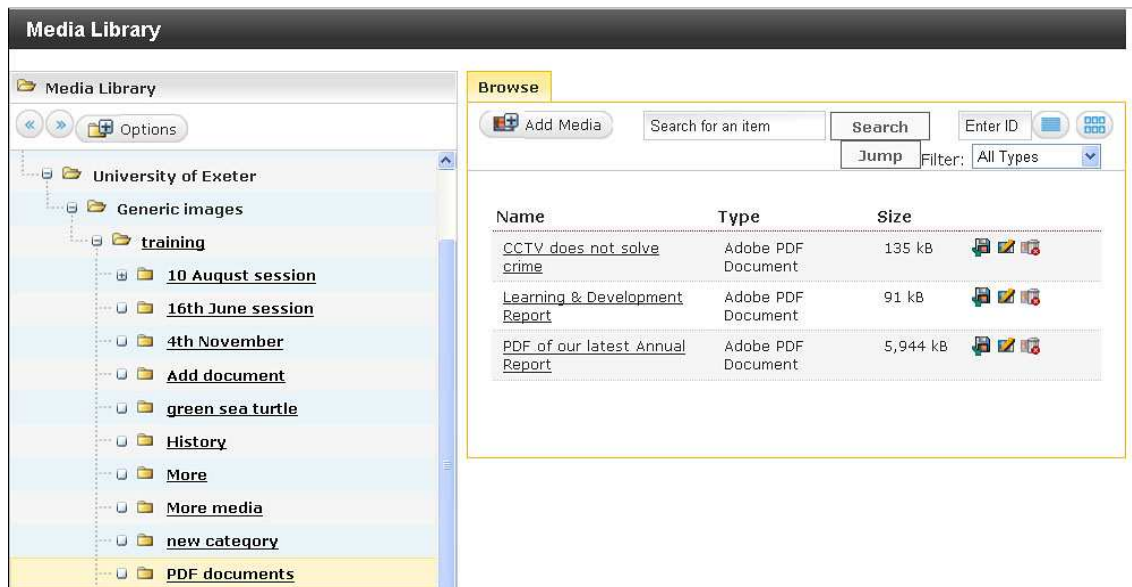 Media Library
Media Library
Options
University of Exeter
Generic images
training
10 August session
16th June session
4th November
Add document
green sea turtle
History
More
More media
new category
PDF documents
Browse
Add Media Search for an item Search Enter ID
Jump Filter: All Types
Name Type Size
CCTV does not solve Adobe PDF 135 kB
crime Document
Learning & Development Adobe PDF 91 kB
Report Document
PDF of our latest Annual Adobe PDF 5,944 kB
Report Document